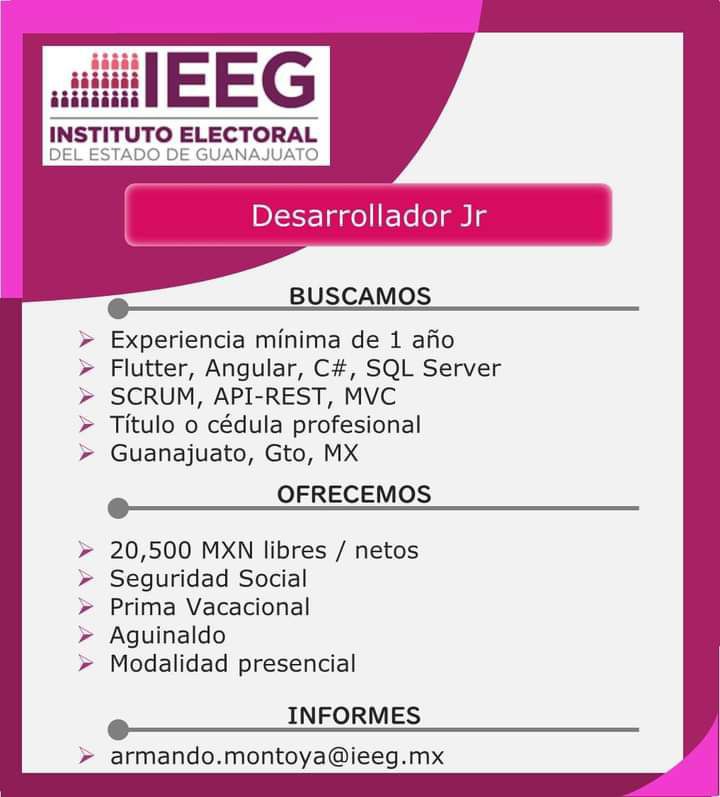 IEEG
INSTITUTO ELECTORAL
DEL ESTADO DE GUANAJUATO
Desarrollador Jr
BUSCAMOS
Experiencia mínima de 1 año
Flutter, Angular, C#, SQL Server
SCRUM, API-REST, MVC
Título o cédula profesional
Guanajuato, Gto, MX
OFRECEMOS
20,500 MXN libres / netos
Seguridad Social
Prima Vacacional
Aguinaldo
Modalidad presencial
INFORMES
armando.montoya@ieeg.mx